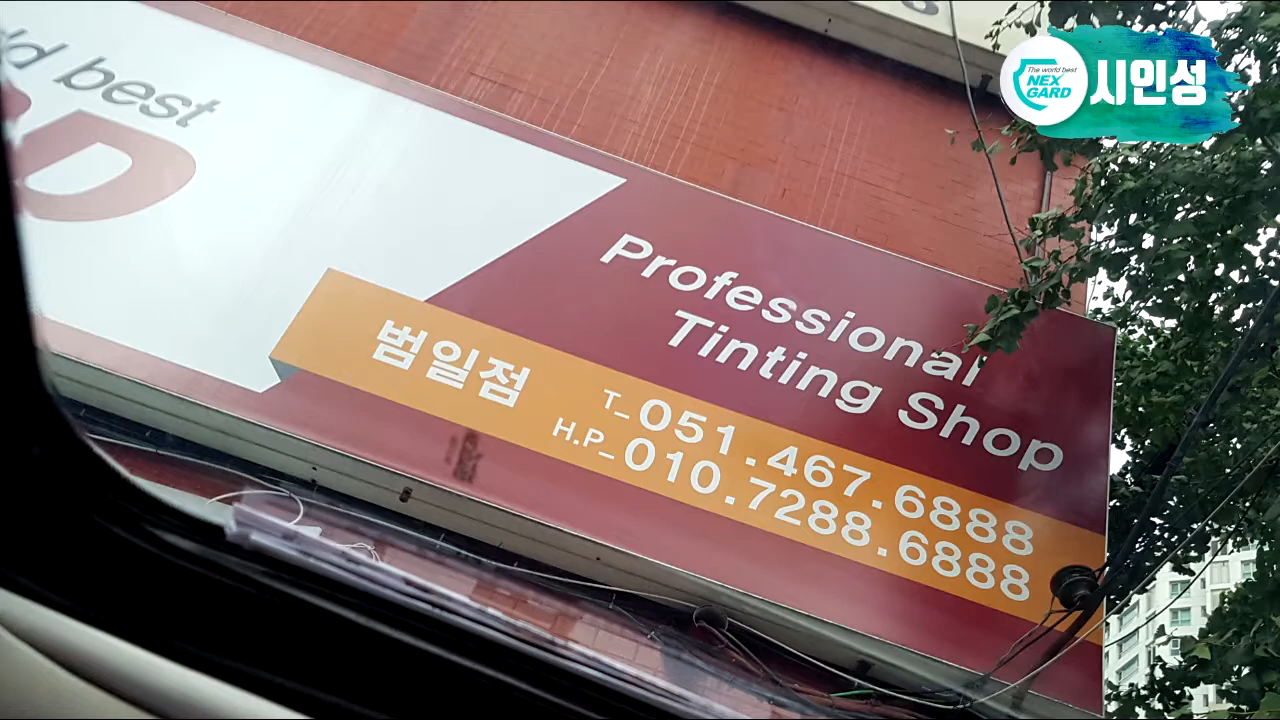 best
Professional
Tinting Shop
범일점
T_051.467.6888
H.P_010.7288.6888
The world best
NEX
GARD
시인성